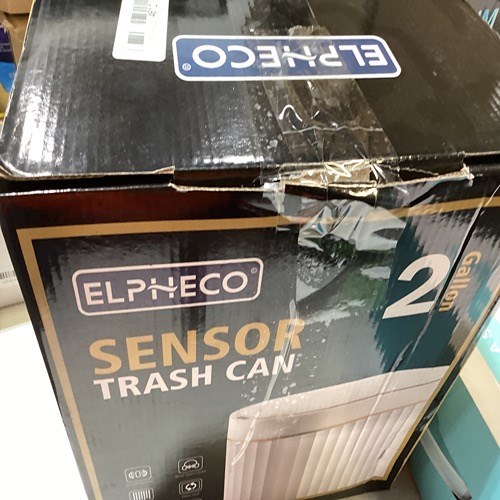 ELPHECO®
ELPHECO®
2
Gallon
SENSOR
TRASH CAN